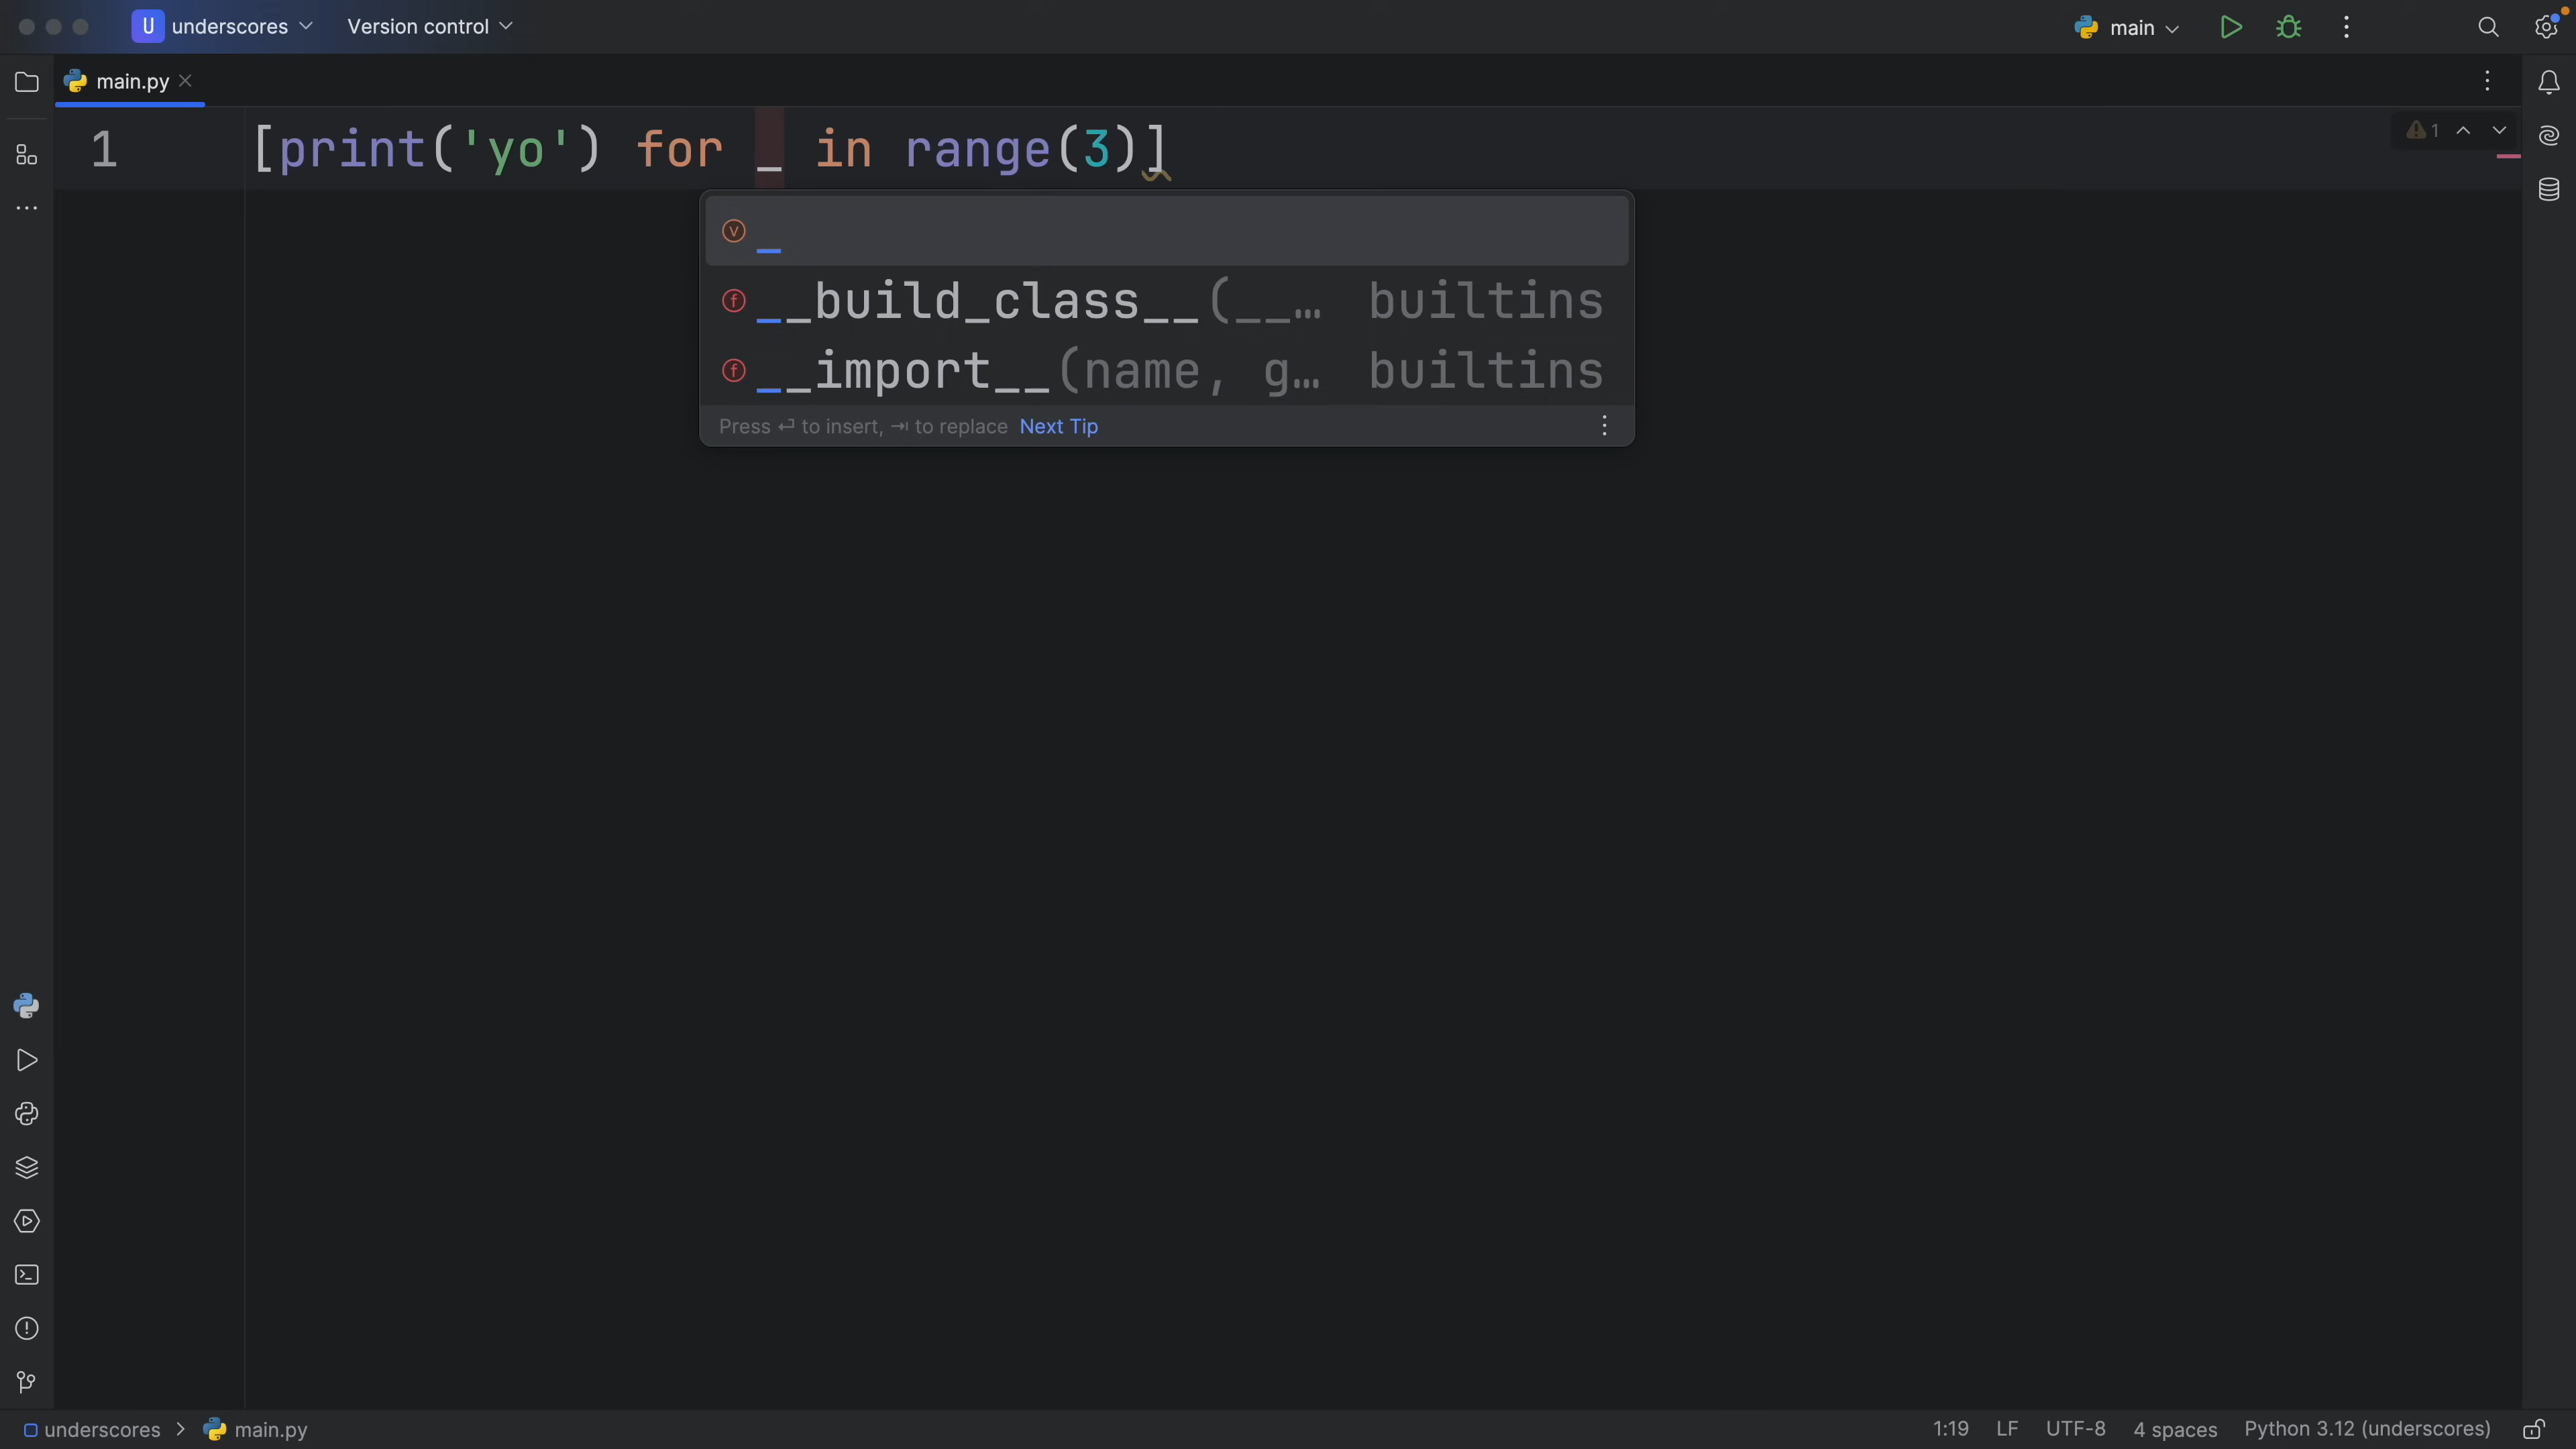 U underscores Version control main
main.py
1 [print('yo') for _ in range(3)] 1
_
__build_class__(__… builtins
__import__(name, g… builtins
Press ⏎ to insert, ⇥ to replace Next Tip
underscores > main.py 1:19 LF UTF-8 4 spaces Python 3.12 (underscores)